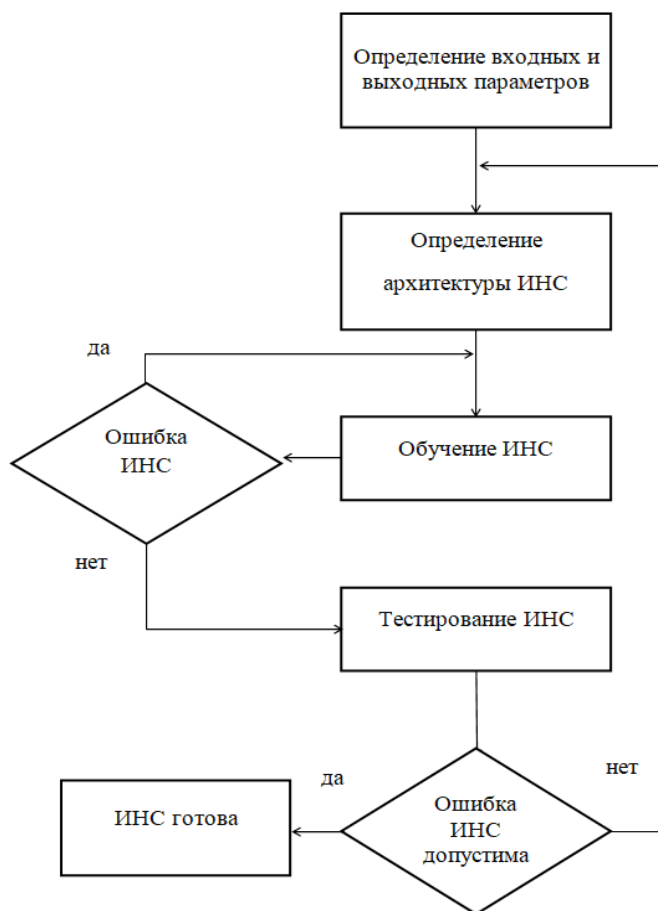 Определение входных и
выходных параметров
Определение
архитектуры ИНС
да
Ошибка
ИНС
Обучение ИНС
нет
Тестирование ИНС
да
нет
ИНС готова
Ошибка
ИНС
допустима